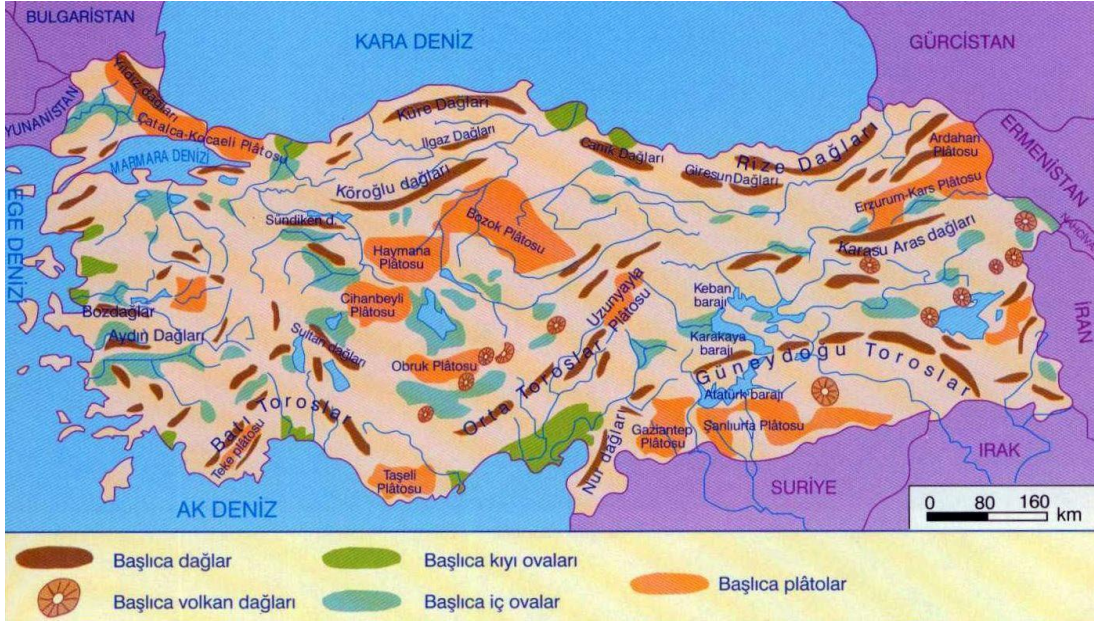 BULGARİSTAN
KARA DENİZ
GÜRCİSTAN
YUNANİSTAN
Yıldız dağları
Çatalca-Kocaeli Plâtosu
MARMARA DENİZİ
Küre Dağları
Ilgaz Dağları
Köroğlu dağları
Canik Dağları
Giresun Dağları
Rize Dağları
Ardahan
Plâtosu
ERMENİSTAN
Erzurum-Kars Plâtosu
EGE DENİZİ
Sündiken d.
Haymana
Plâtosu
Bozok Plâtosu
Karasu Aras dağları
Cihanbeyli
Plâtosu
Uzunyayla
Plâtosu
Keban
barajı
İRAN
Bozdağlar
Aydın Dağları
Sultan dağları
Obruk Plâtosu
Karakaya
barajı
Güneydoğu Toroslar
Batı Toroslar
Orta Toroslar
Atatürk barajı
Teke plâtosu
Taşeli
Plâtosu
Nur dağları
Gaziantep
Plâtosu
Şanlıurfa Plâtosu
IRAK
SURİYE
AK DENİZ
0 80 160
km
Başlıca dağlar
Başlıca kıyı ovaları
Başlıca plâtolar
Başlıca volkan dağları
Başlıca iç ovalar